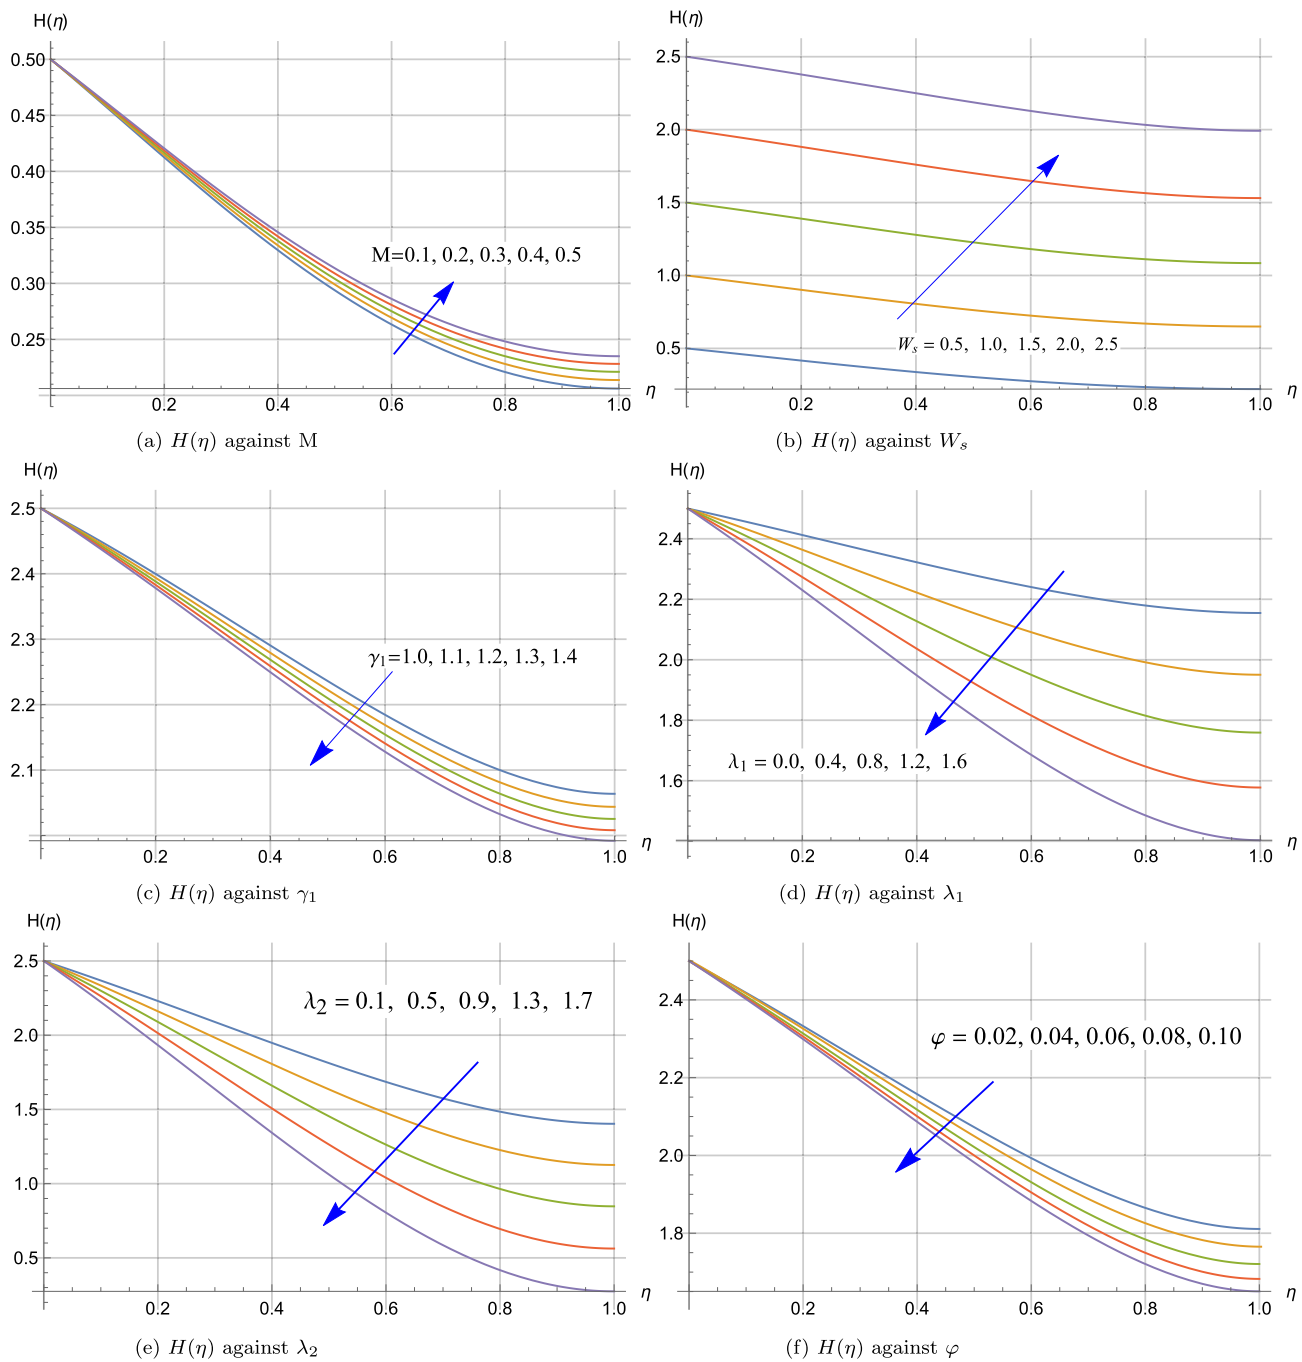 H(η)
0.50
0.45
0.40
0.35
0.30
0.25
M=0.1, 0.2, 0.3, 0.4, 0.5
0.2 0.4 0.6 0.8 1.0 η
(a) H(η) against M
H(η)
2.5
2.0
1.5
1.0
0.5
Wₛ = 0.5, 1.0, 1.5, 2.0, 2.5
0.2 0.4 0.6 0.8 1.0 η
(b) H(η) against Wₛ
H(η)
2.5
2.4
2.3
2.2
2.1
γ₁=1.0, 1.1, 1.2, 1.3, 1.4
0.2 0.4 0.6 0.8 1.0 η
(c) H(η) against γ₁
H(η)
2.4
2.2
2.0
1.8
1.6
λ₁ = 0.0, 0.4, 0.8, 1.2, 1.6
0.2 0.4 0.6 0.8 1.0 η
(d) H(η) against λ₁
H(η)
2.5
2.0
1.5
1.0
0.5
λ₂ = 0.1, 0.5, 0.9, 1.3, 1.7
0.2 0.4 0.6 0.8 1.0 η
(e) H(η) against λ₂
H(η)
2.4
2.2
2.0
1.8
φ = 0.02, 0.04, 0.06, 0.08, 0.10
0.2 0.4 0.6 0.8 1.0 η
(f) H(η) against φ